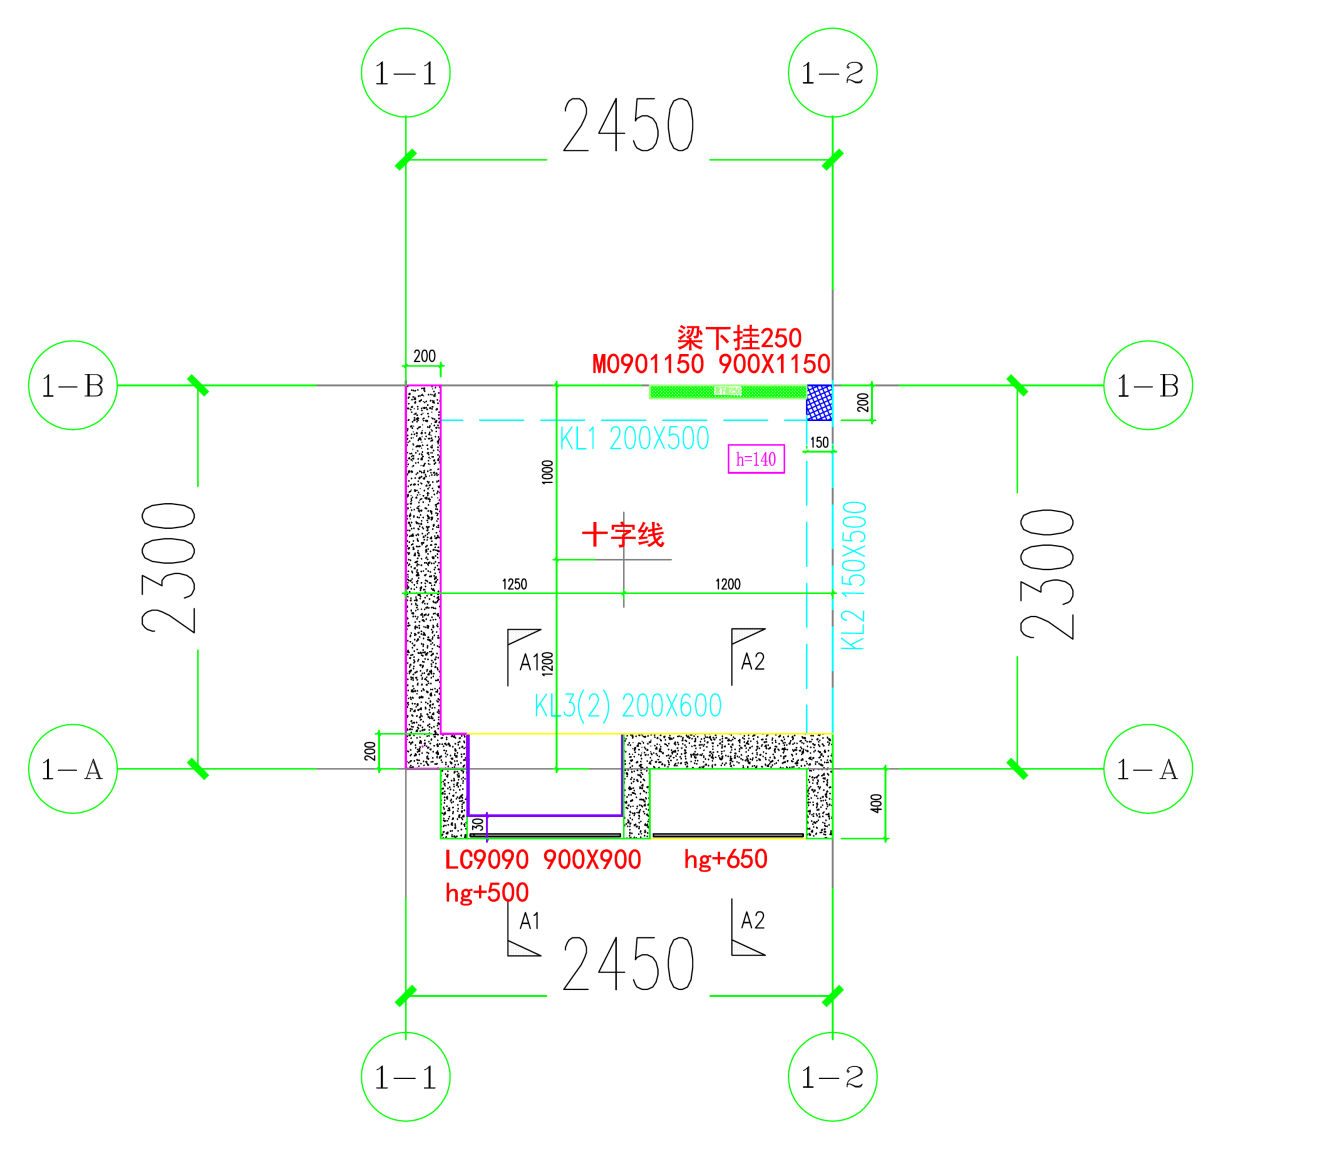 1-1
1-2
2450
梁下挂250
M0901150 900X1150
200
1-B
1-B
200
KL1 200X500
150
h=140
1000
2300
2300
十字线
KL2 150X500
1250
1200
A1
1200
A2
KL3(2) 200X600
200
1-A
1-A
400
30
LC9090 900X900
hg+650
hg+500
A1
A2
2450
1-1
1-2